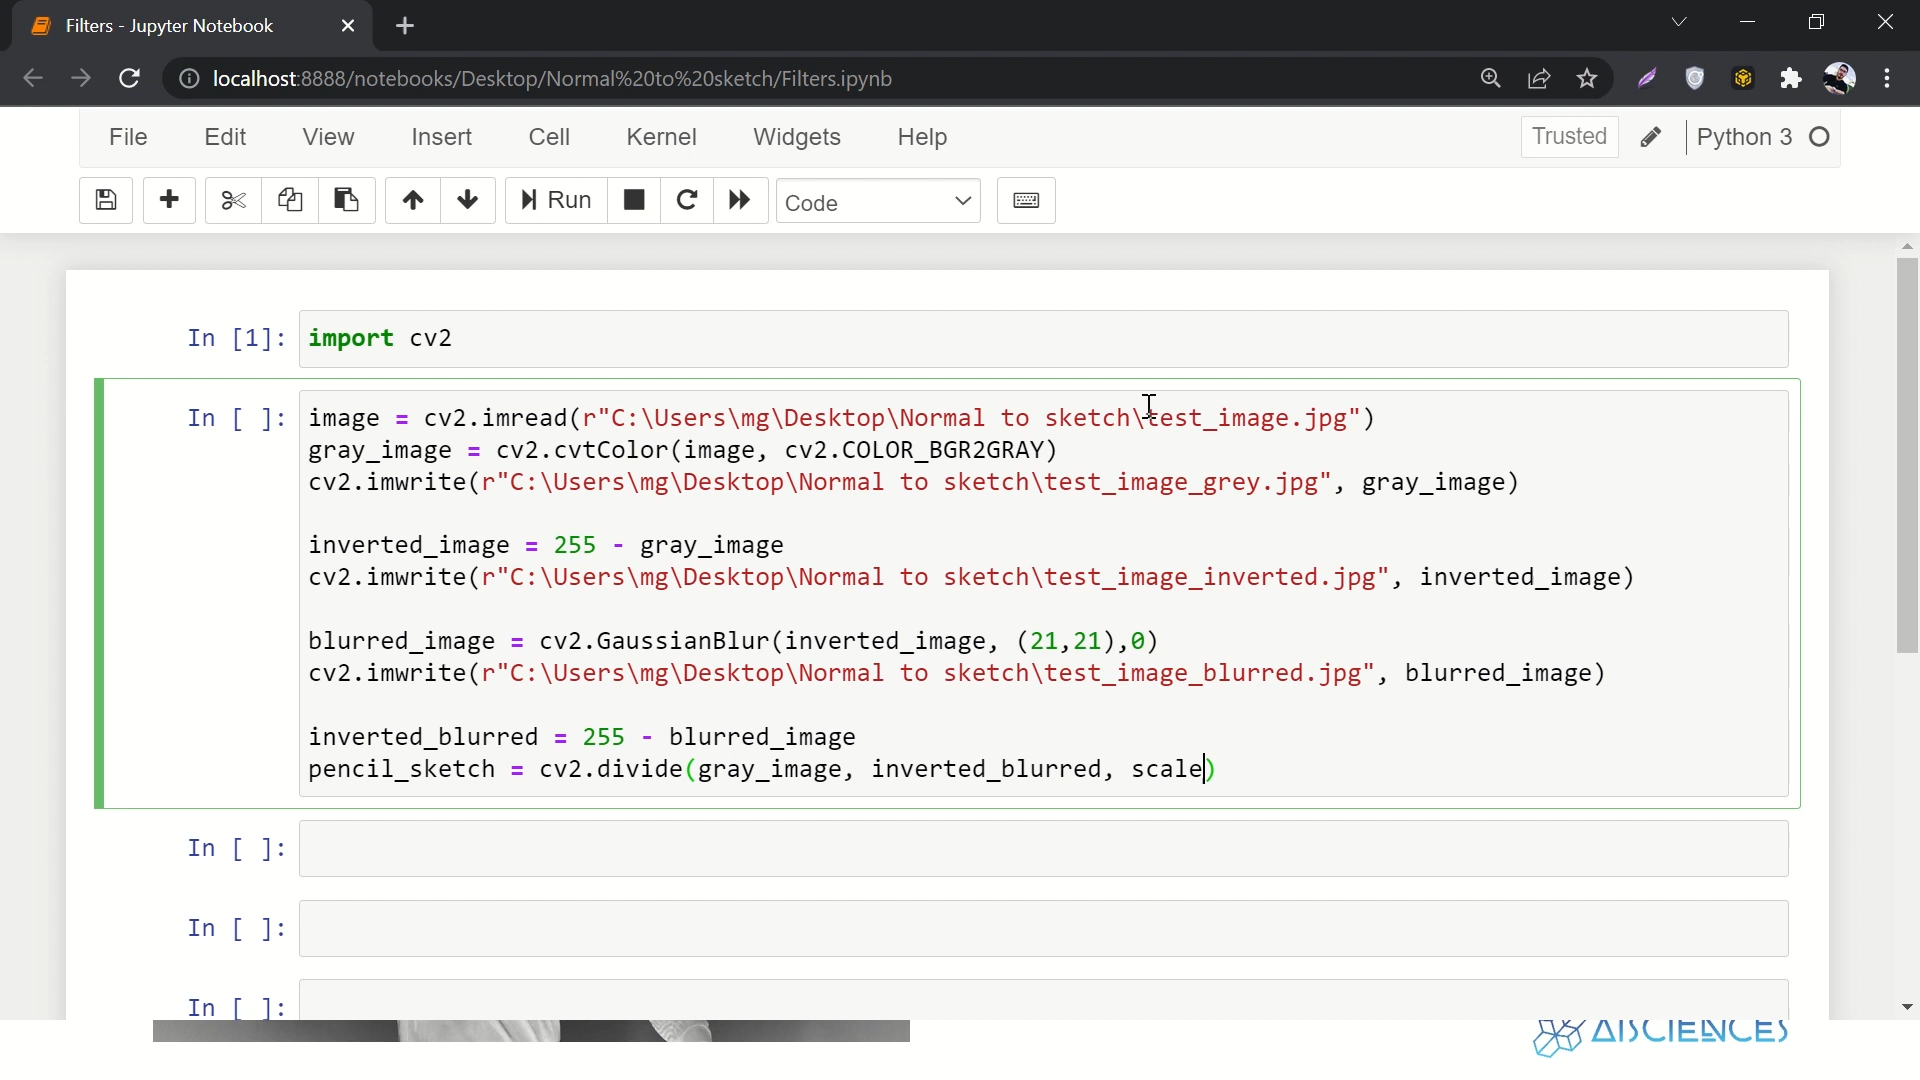 Filters - Jupyter Notebook
localhost:8888/notebooks/Desktop/Normal%20to%20sketch/Filters.ipynb
File Edit View Insert Cell Kernel Widgets Help Trusted Python 3
Run Code
In [1]: import cv2
In [ ]: image = cv2.imread(r"C:\Users\mg\Desktop\Normal to sketch\test_image.jpg")
gray_image = cv2.cvtColor(image, cv2.COLOR_BGR2GRAY)
cv2.imwrite(r"C:\Users\mg\Desktop\Normal to sketch\test_image_grey.jpg", gray_image)
inverted_image = 255 - gray_image
cv2.imwrite(r"C:\Users\mg\Desktop\Normal to sketch\test_image_inverted.jpg", inverted_image)
blurred_image = cv2.GaussianBlur(inverted_image, (21,21),0)
cv2.imwrite(r"C:\Users\mg\Desktop\Normal to sketch\test_image_blurred.jpg", blurred_image)
inverted_blurred = 255 - blurred_image
pencil_sketch = cv2.divide(gray_image, inverted_blurred, scale)
In [ ]:
In [ ]:
In [ ]:
AISCIENCES